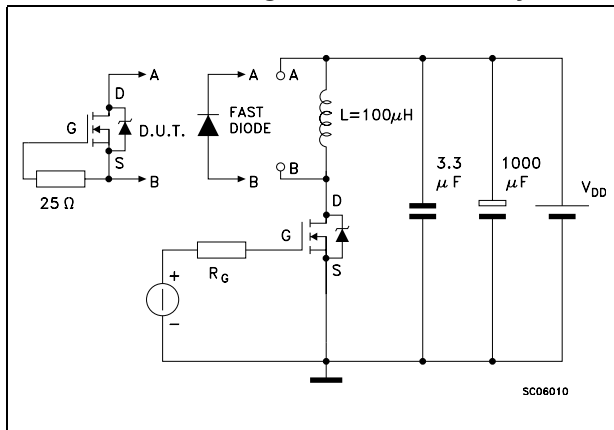 A
D
G
D.U.T.
S
B
25 Ω
A
FAST
DIODE
B
A
L=100μH
B
D
G
S
R_G
+
-
3.3
μF
1000
μF
V_DD
SC06010